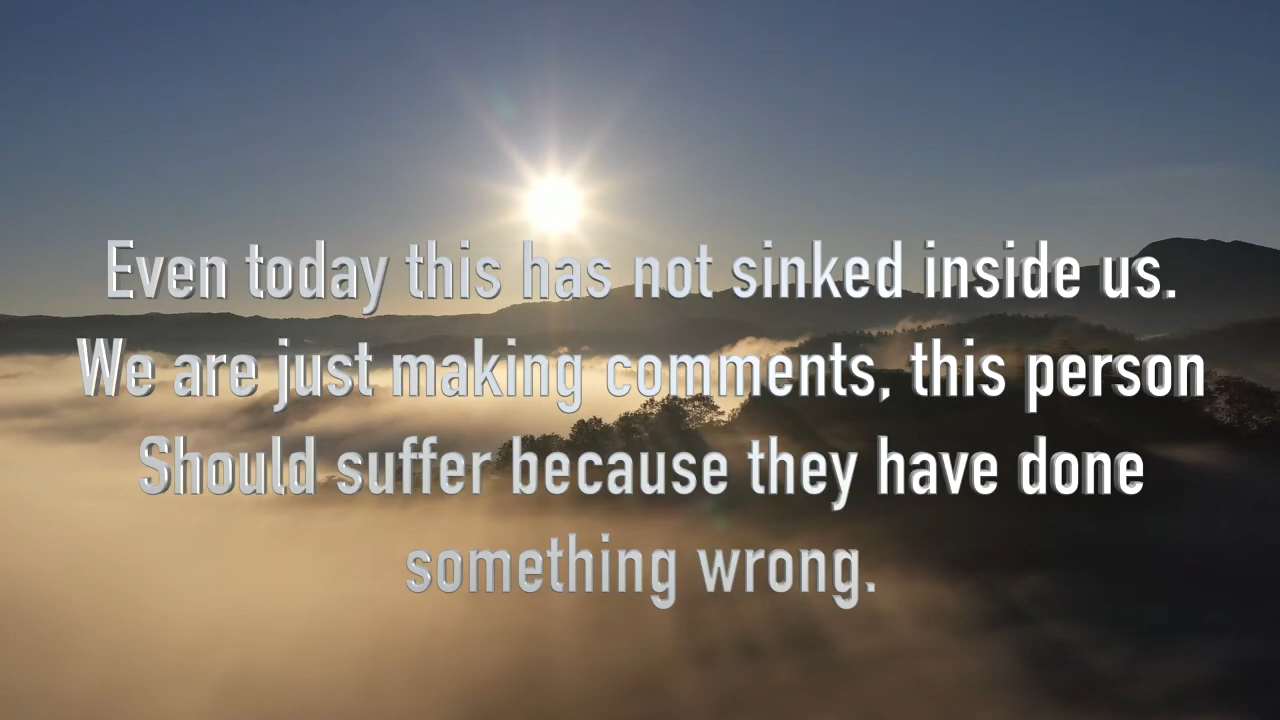 Even today this has not sinked inside us.
We are just making comments, this person
Should suffer because they have done
something wrong.